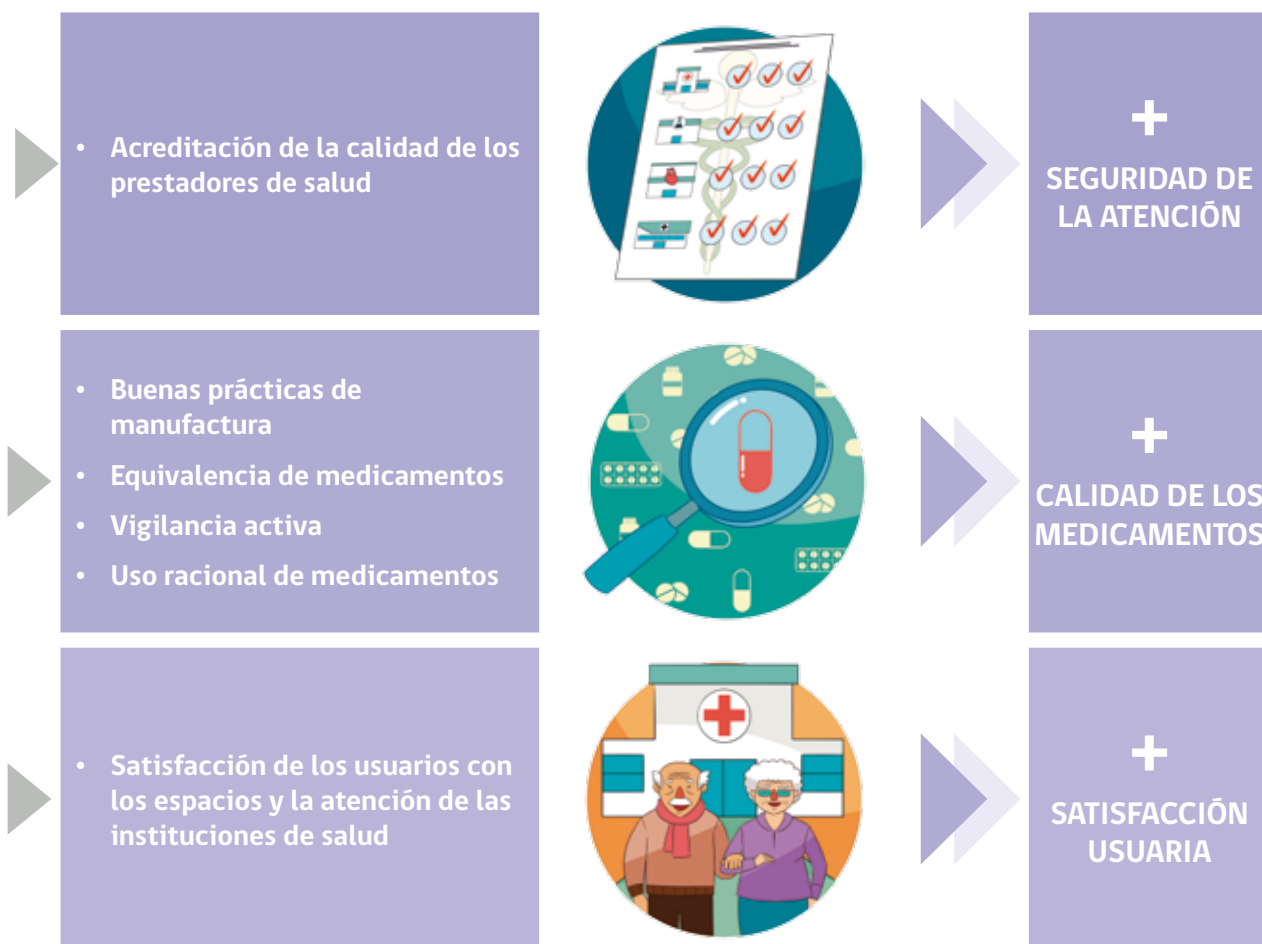 • Acreditación de la calidad de los
prestadores de salud
+
SEGURIDAD DE
LA ATENCIÓN
• Buenas prácticas de
manufactura
• Equivalencia de medicamentos
• Vigilancia activa
• Uso racional de medicamentos
+
CALIDAD DE LOS
MEDICAMENTOS
• Satisfacción de los usuarios con
los espacios y la atención de las
instituciones de salud
+
SATISFACCIÓN
USUARIA